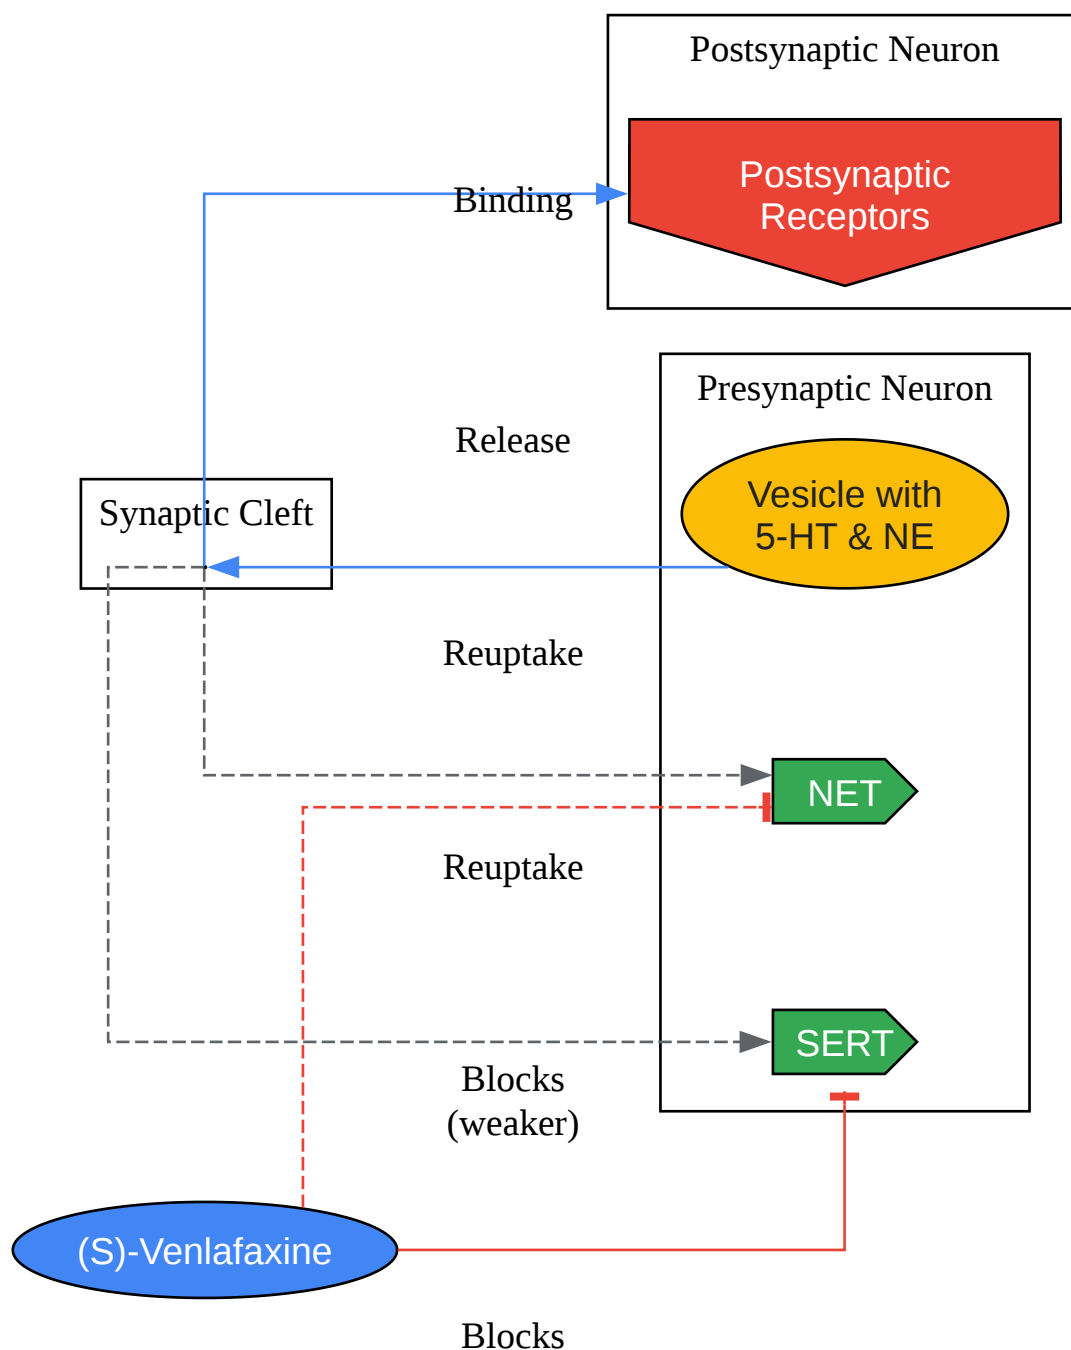 Postsynaptic Neuron
Postsynaptic
Receptors
Binding
Presynaptic Neuron
Release
Vesicle with
5-HT & NE
Synaptic Cleft
Reuptake
NET
Reuptake
SERT
Blocks
(weaker)
(S)-Venlafaxine
Blocks